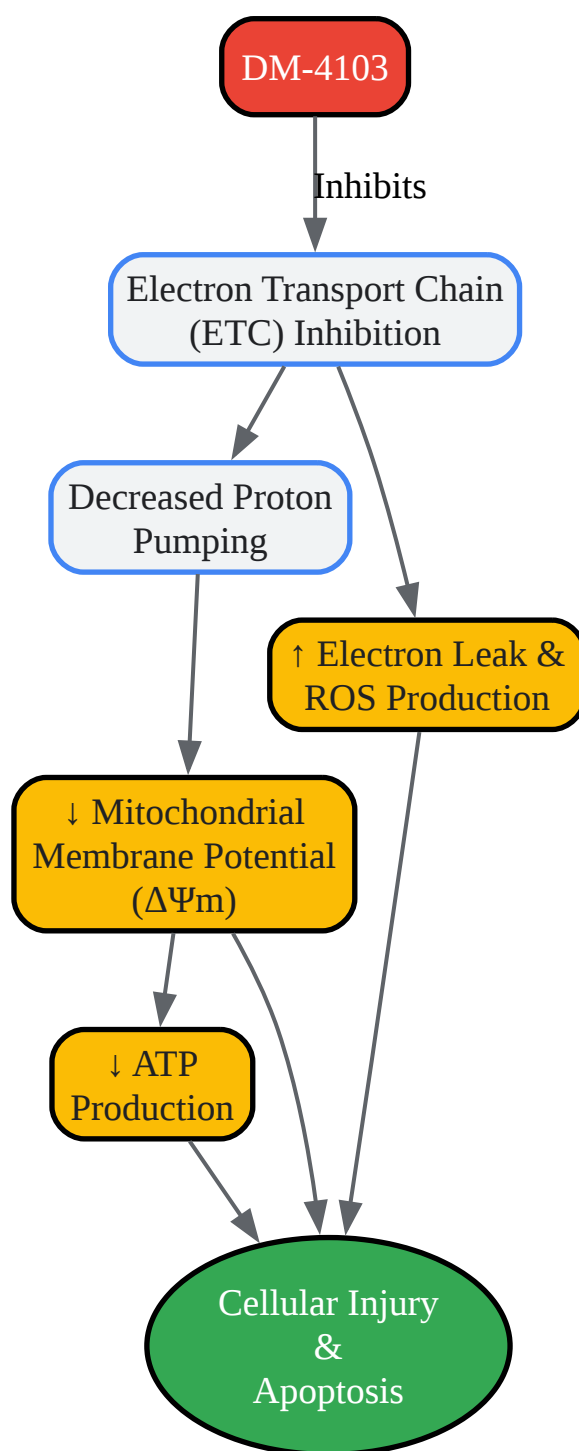 DM-4103
Inhibits
Electron Transport Chain
(ETC) Inhibition
Decreased Proton
Pumping
↑ Electron Leak &
ROS Production
↓ Mitochondrial
Membrane Potential
(ΔΨm)
↓ ATP
Production
Cellular Injury
&
Apoptosis